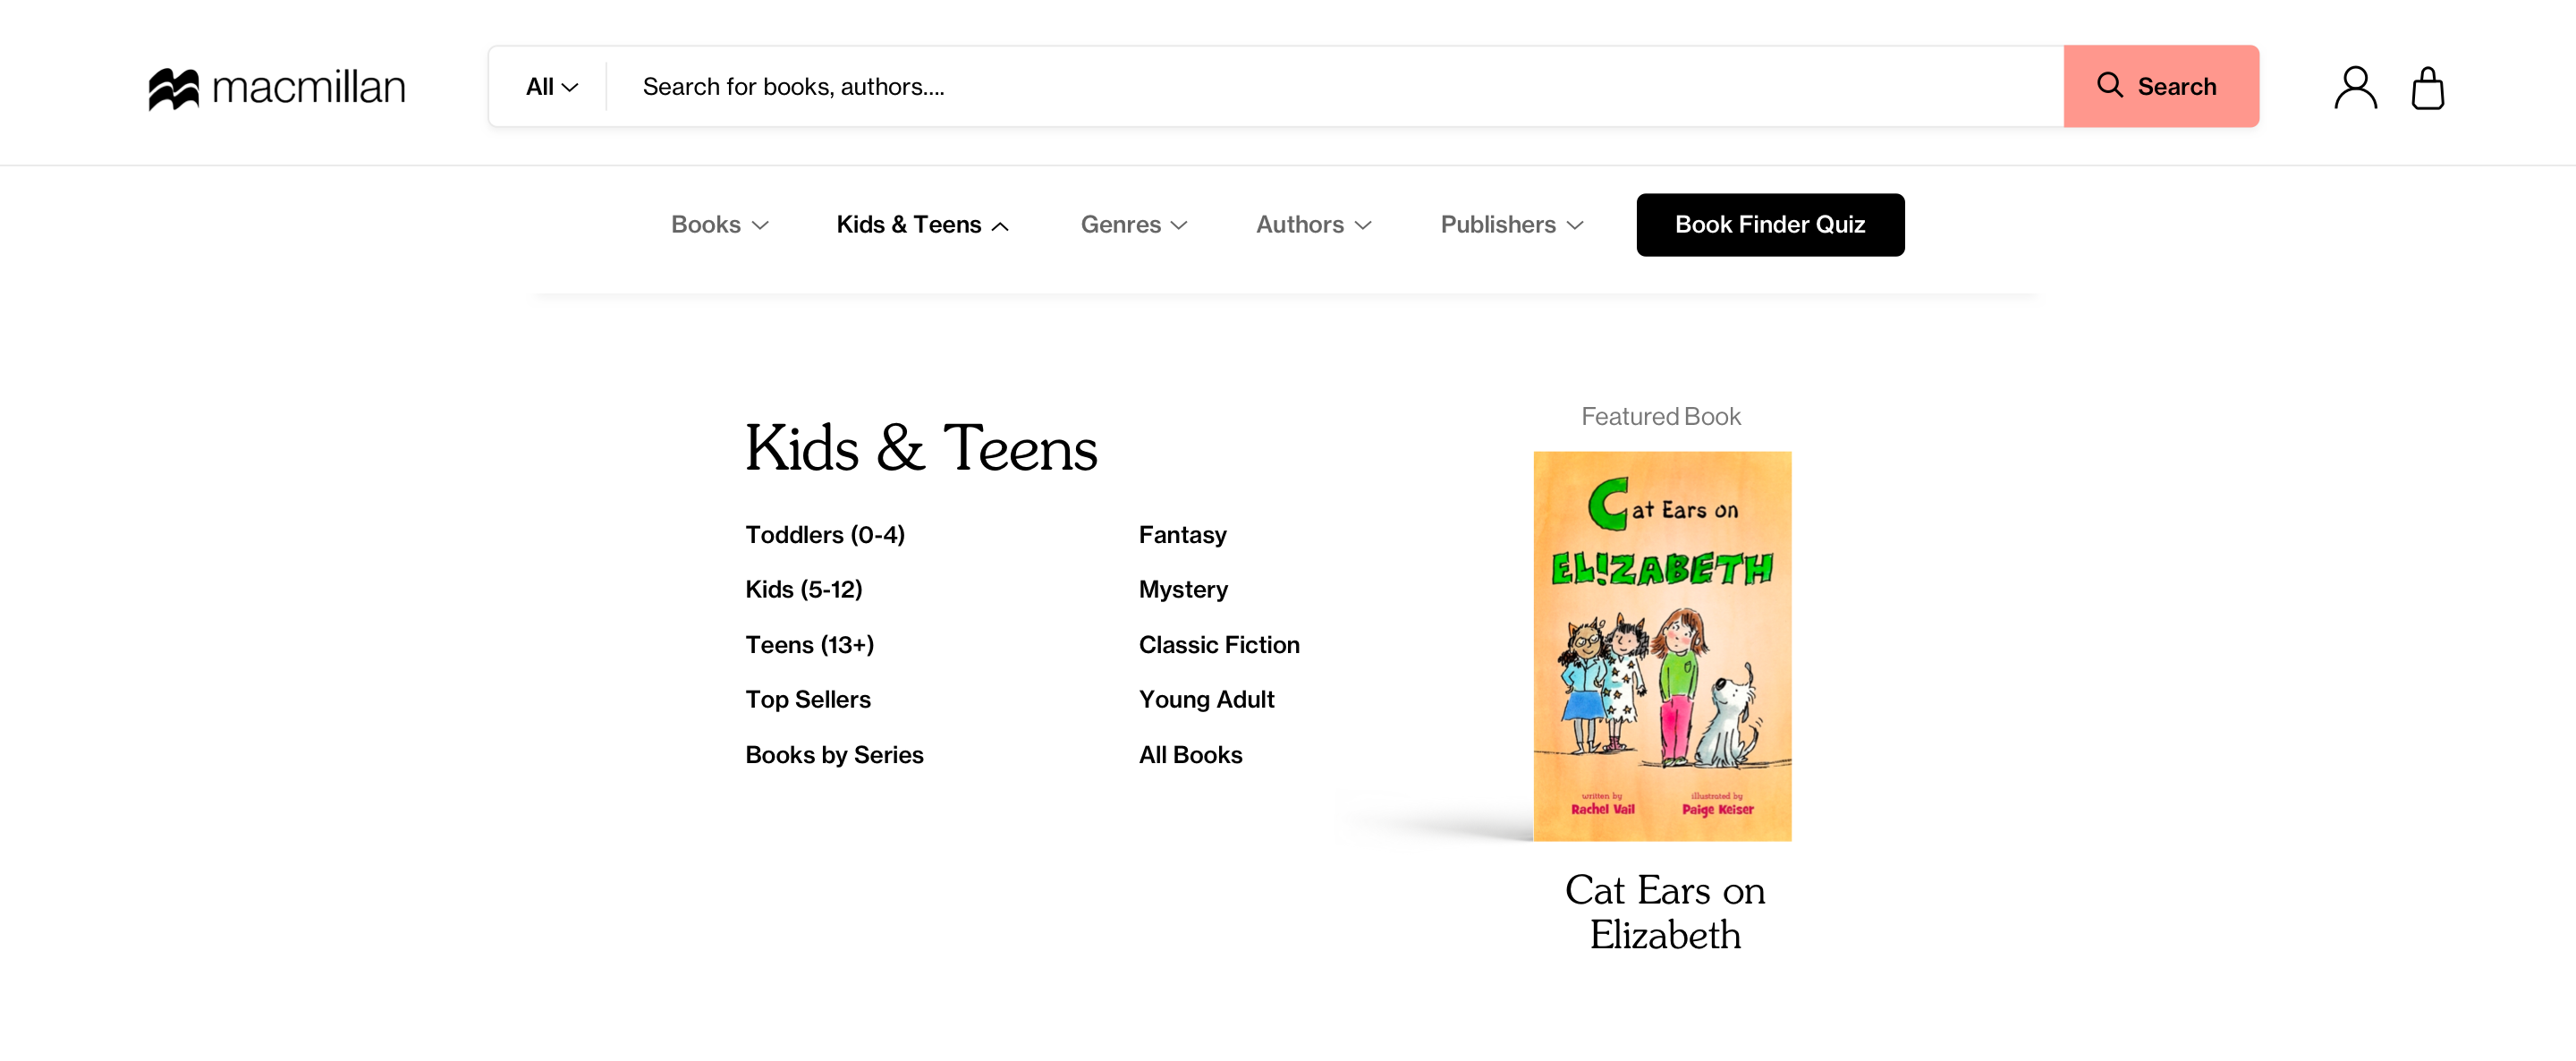 macmillan
All
Search for books, authors....
Search
Books
Kids & Teens
Genres
Authors
Publishers
Book Finder Quiz
Kids & Teens
Toddlers (0-4)
Kids (5-12)
Teens (13+)
Top Sellers
Books by Series
Fantasy
Mystery
Classic Fiction
Young Adult
All Books
Featured Book
Cat Ears on
EL!ZABETH
written by
Rachel Vail
illustrated by
Paige Keiser
Cat Ears on
Elizabeth